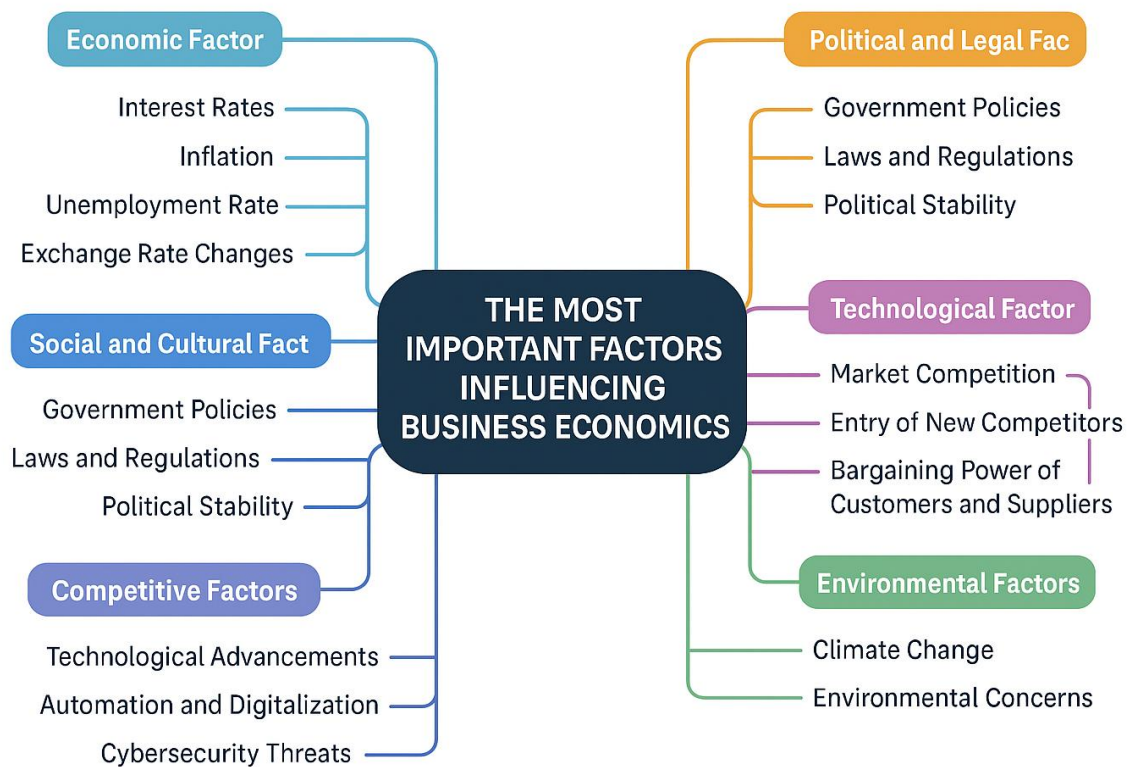 Economic Factor
Interest Rates
Inflation
Unemployment Rate
Exchange Rate Changes
Social and Cultural Fact
Government Policies
Laws and Regulations
Political Stability
Competitive Factors
Technological Advancements
Automation and Digitalization
Cybersecurity Threats
THE MOST
IMPORTANT FACTORS
INFLUENCING
BUSINESS ECONOMICS
Political and Legal Fac
Government Policies
Laws and Regulations
Political Stability
Technological Factor
Market Competition
Entry of New Competitors
Bargaining Power of
Customers and Suppliers
Environmental Factors
Climate Change
Environmental Concerns